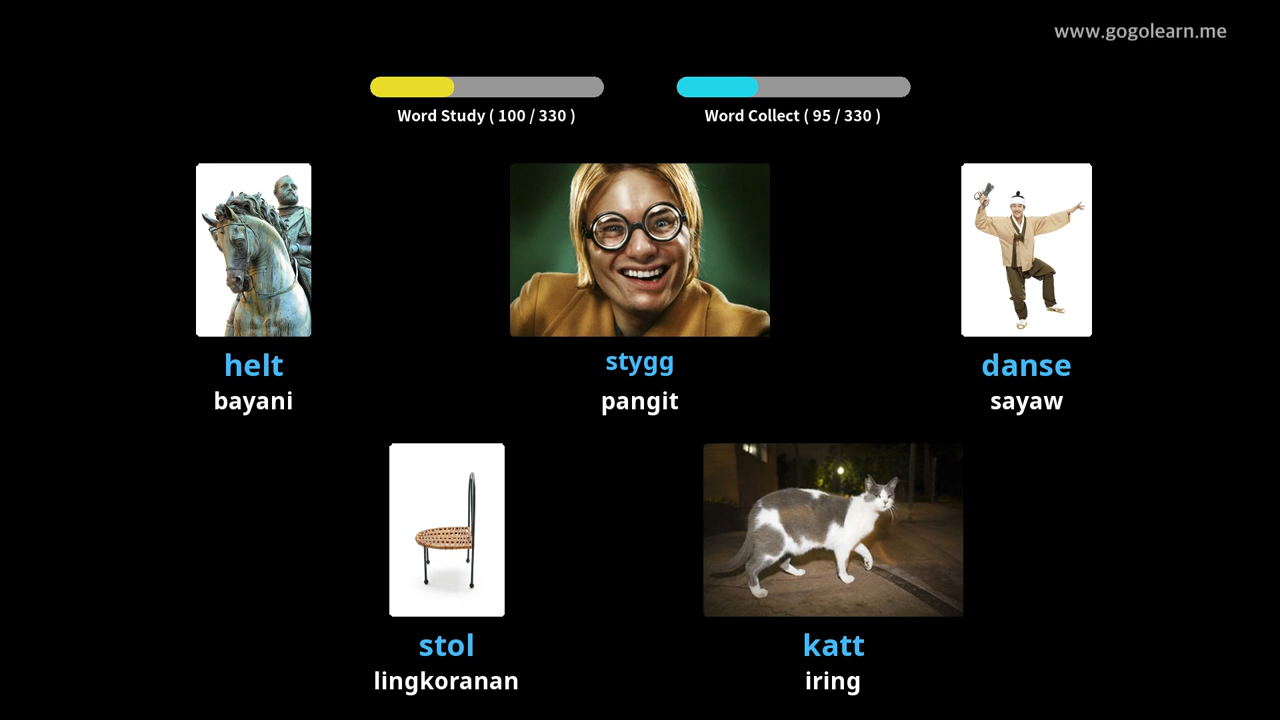 www.gogolearn.me
Word Study ( 100 / 330 )
Word Collect ( 95 / 330 )
helt
bayani
stygg
pangit
danse
sayaw
stol
lingkoranan
katt
iring